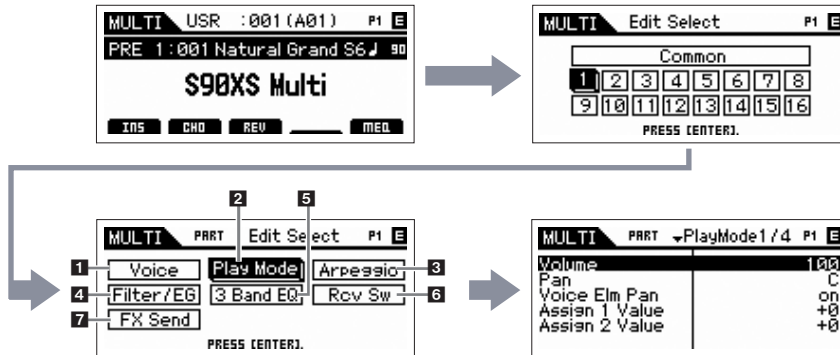 MULTI USR :001(A01) P1 E
PRE 1:001 Natural Grand S6♩ 90
S90XS Multi
INS CHO REV MEQ
MULTI Edit Select P1 E
Common
1 2 3 4 5 6 7 8
9 10 11 12 13 14 15 16
PRESS [ENTER].
2 5
MULTI PART Edit Select P1 E
1 Voice Play Mode Arpeggio 3
4 Filter/EG 3 Band EQ Rcv Sw 6
7 FX Send
PRESS [ENTER].
MULTI PART PlayMode1/4 P1 E
Volume 100
Pan C
Voice Elm Pan on
Assign 1 Value +0
Assign 2 Value +0